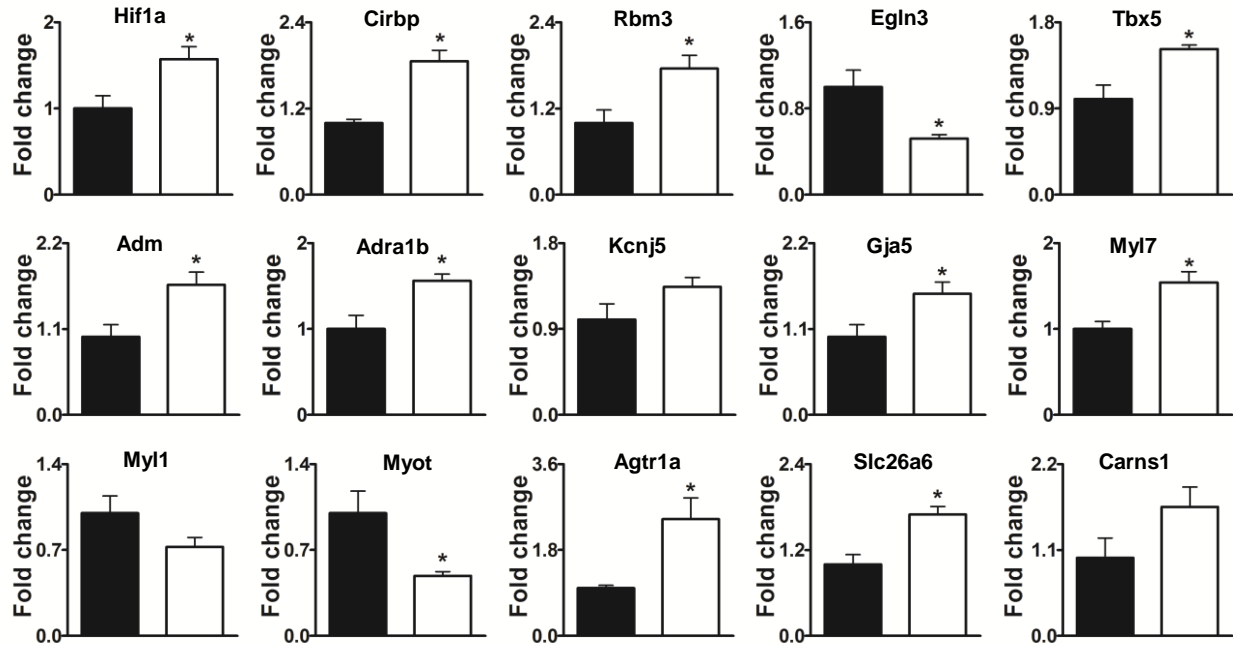 Hif1a
Cirbp
Rbm3
Egln3
Tbx5
Fold change
2
1
0
*
Fold change
2.4
1.2
0.0
*
Fold change
2.4
1.2
0.0
*
Fold change
1.6
0.8
0.0
*
Fold change
1.8
0.9
0.0
*
Adm
Adra1b
Kcnj5
Gja5
Myl7
Fold change
2.2
1.1
0.0
*
Fold change
2
1
0
*
Fold change
1.8
0.9
0.0
Fold change
2.2
1.1
0.0
*
Fold change
2
1
0
*
Myl1
Myot
Agtr1a
Slc26a6
Carns1
Fold change
1.4
0.7
0.0
Fold change
1.4
0.7
0.0
*
Fold change
3.6
1.8
0.0
*
Fold change
2.4
1.2
0.0
*
Fold change
2.2
1.1
0.0